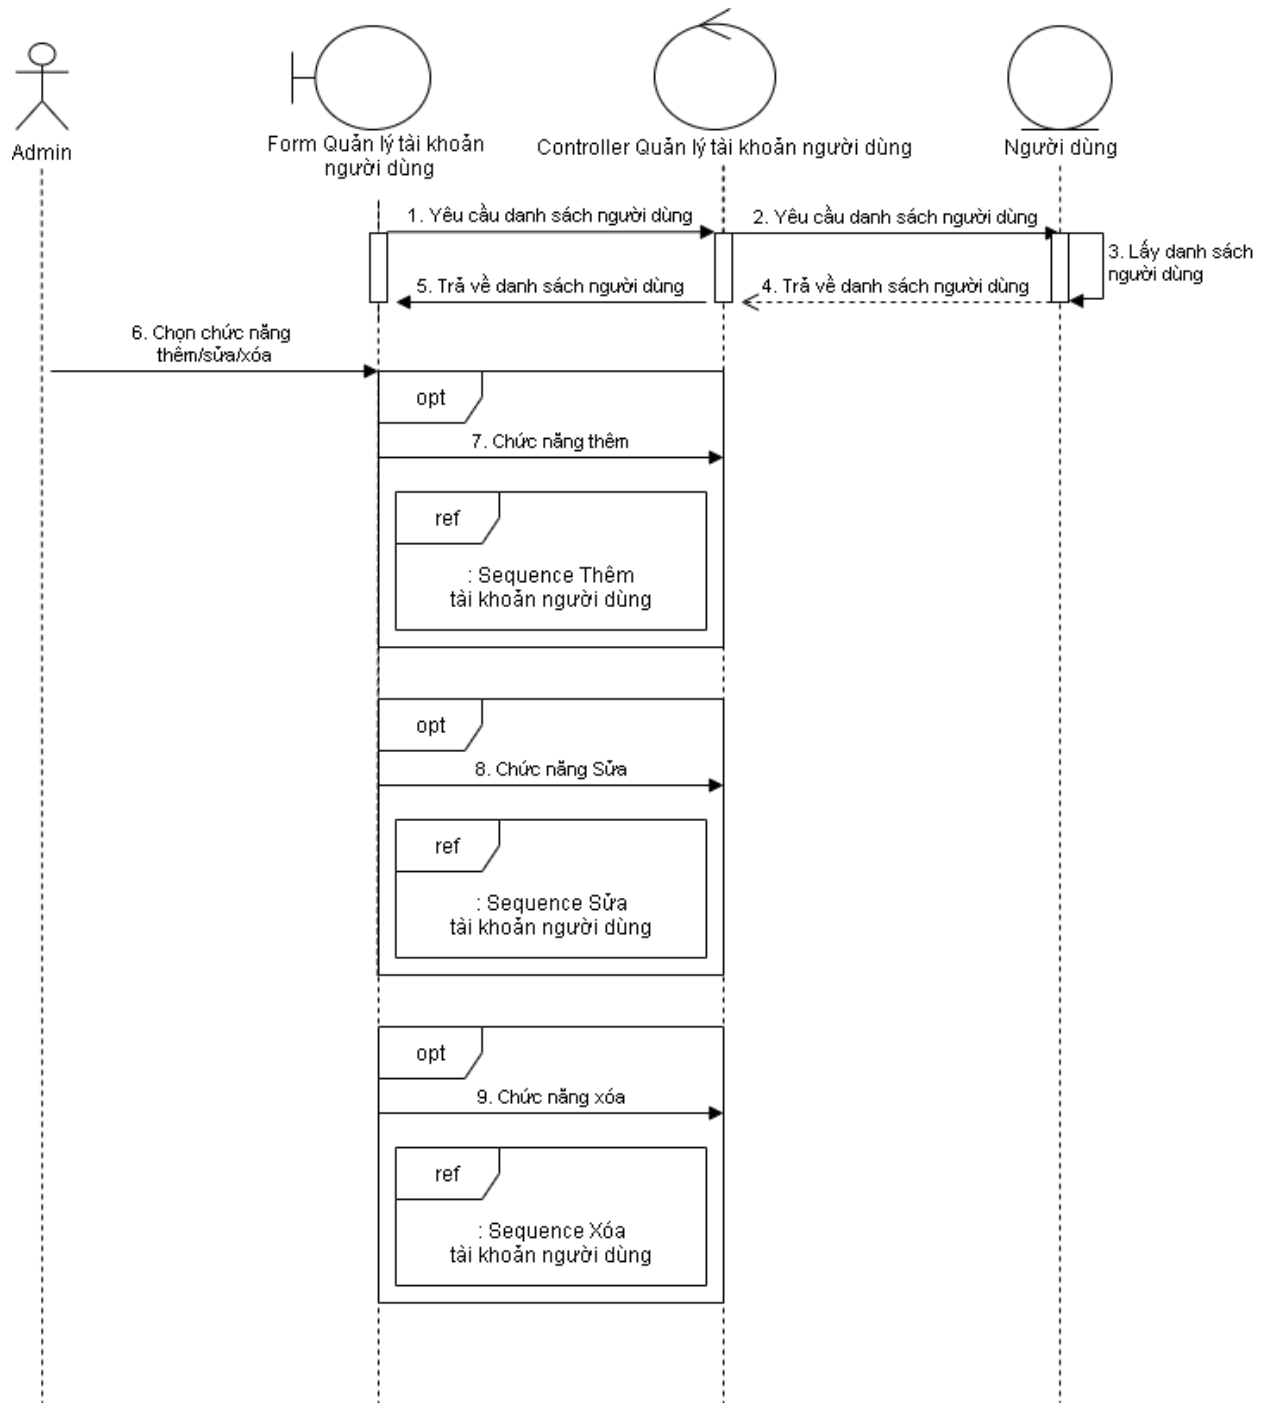 Admin
Form Quản lý tài khoản
người dùng
Controller Quản lý tài khoản người dùng
Người dùng
1. Yêu cầu danh sách người dùng
2. Yêu cầu danh sách người dùng
3. Lấy danh sách
người dùng
5. Trả về danh sách người dùng
4. Trả về danh sách người dùng
6. Chọn chức năng
thêm/sửa/xóa
opt
7. Chức năng thêm
ref
: Sequence Thêm
tài khoản người dùng
opt
8. Chức năng Sửa
ref
: Sequence Sửa
tài khoản người dùng
opt
9. Chức năng xóa
ref
: Sequence Xóa
tài khoản người dùng